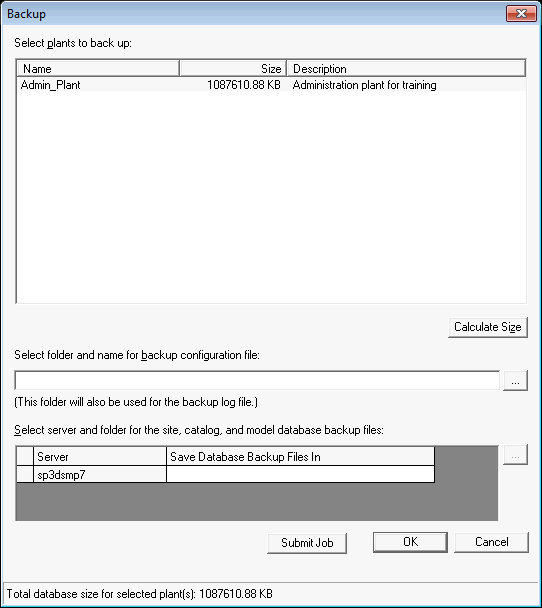 Backup
Select plants to back up:
Name Size Description
Admin_Plant 1087610.88 KB Administration plant for training
Calculate Size
Select folder and name for backup configuration file:
...
(This folder will also be used for the backup log file.)
Select server and folder for the site, catalog, and model database backup files:
...
Server Save Database Backup Files In
sp3dsmp7
Submit Job OK Cancel
Total database size for selected plant(s): 1087610.88 KB